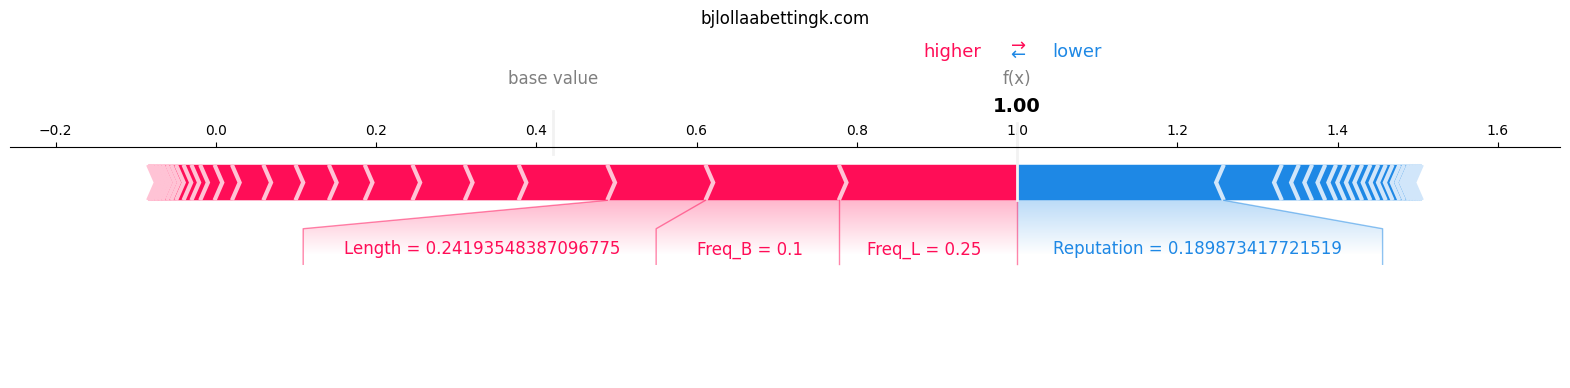 bjlollaabettingk.com
higher ⇄ lower
base value
f(x)
1.00
−0.2 0.0 0.2 0.4 0.6 0.8 1.0 1.2 1.4 1.6
Length = 0.24193548387096775 Freq_B = 0.1 Freq_L = 0.25 Reputation = 0.189873417721519